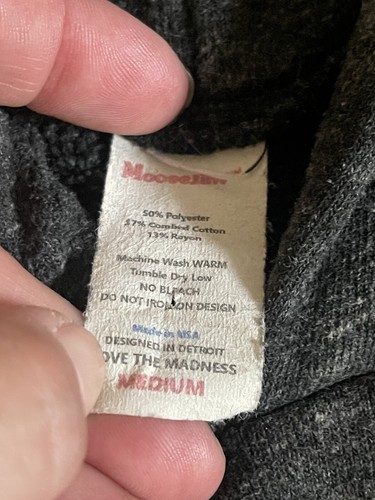 Moosejaw
50% Polyester
37% Combed Cotton
13% Rayon
Machine Wash WARM
Tumble Dry Low
NO BLEACH
DO NOT IRON ON DESIGN
Made in USA
DESIGNED IN DETROIT
OVE THE MADNESS
MEDIUM